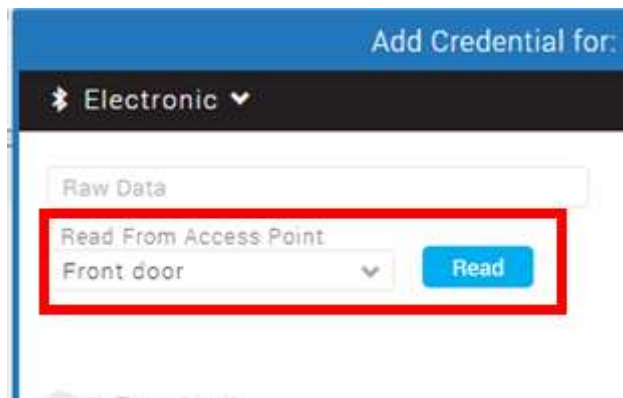 Add Credential for:
Electronic
Raw Data
Read From Access Point
Front door
Read